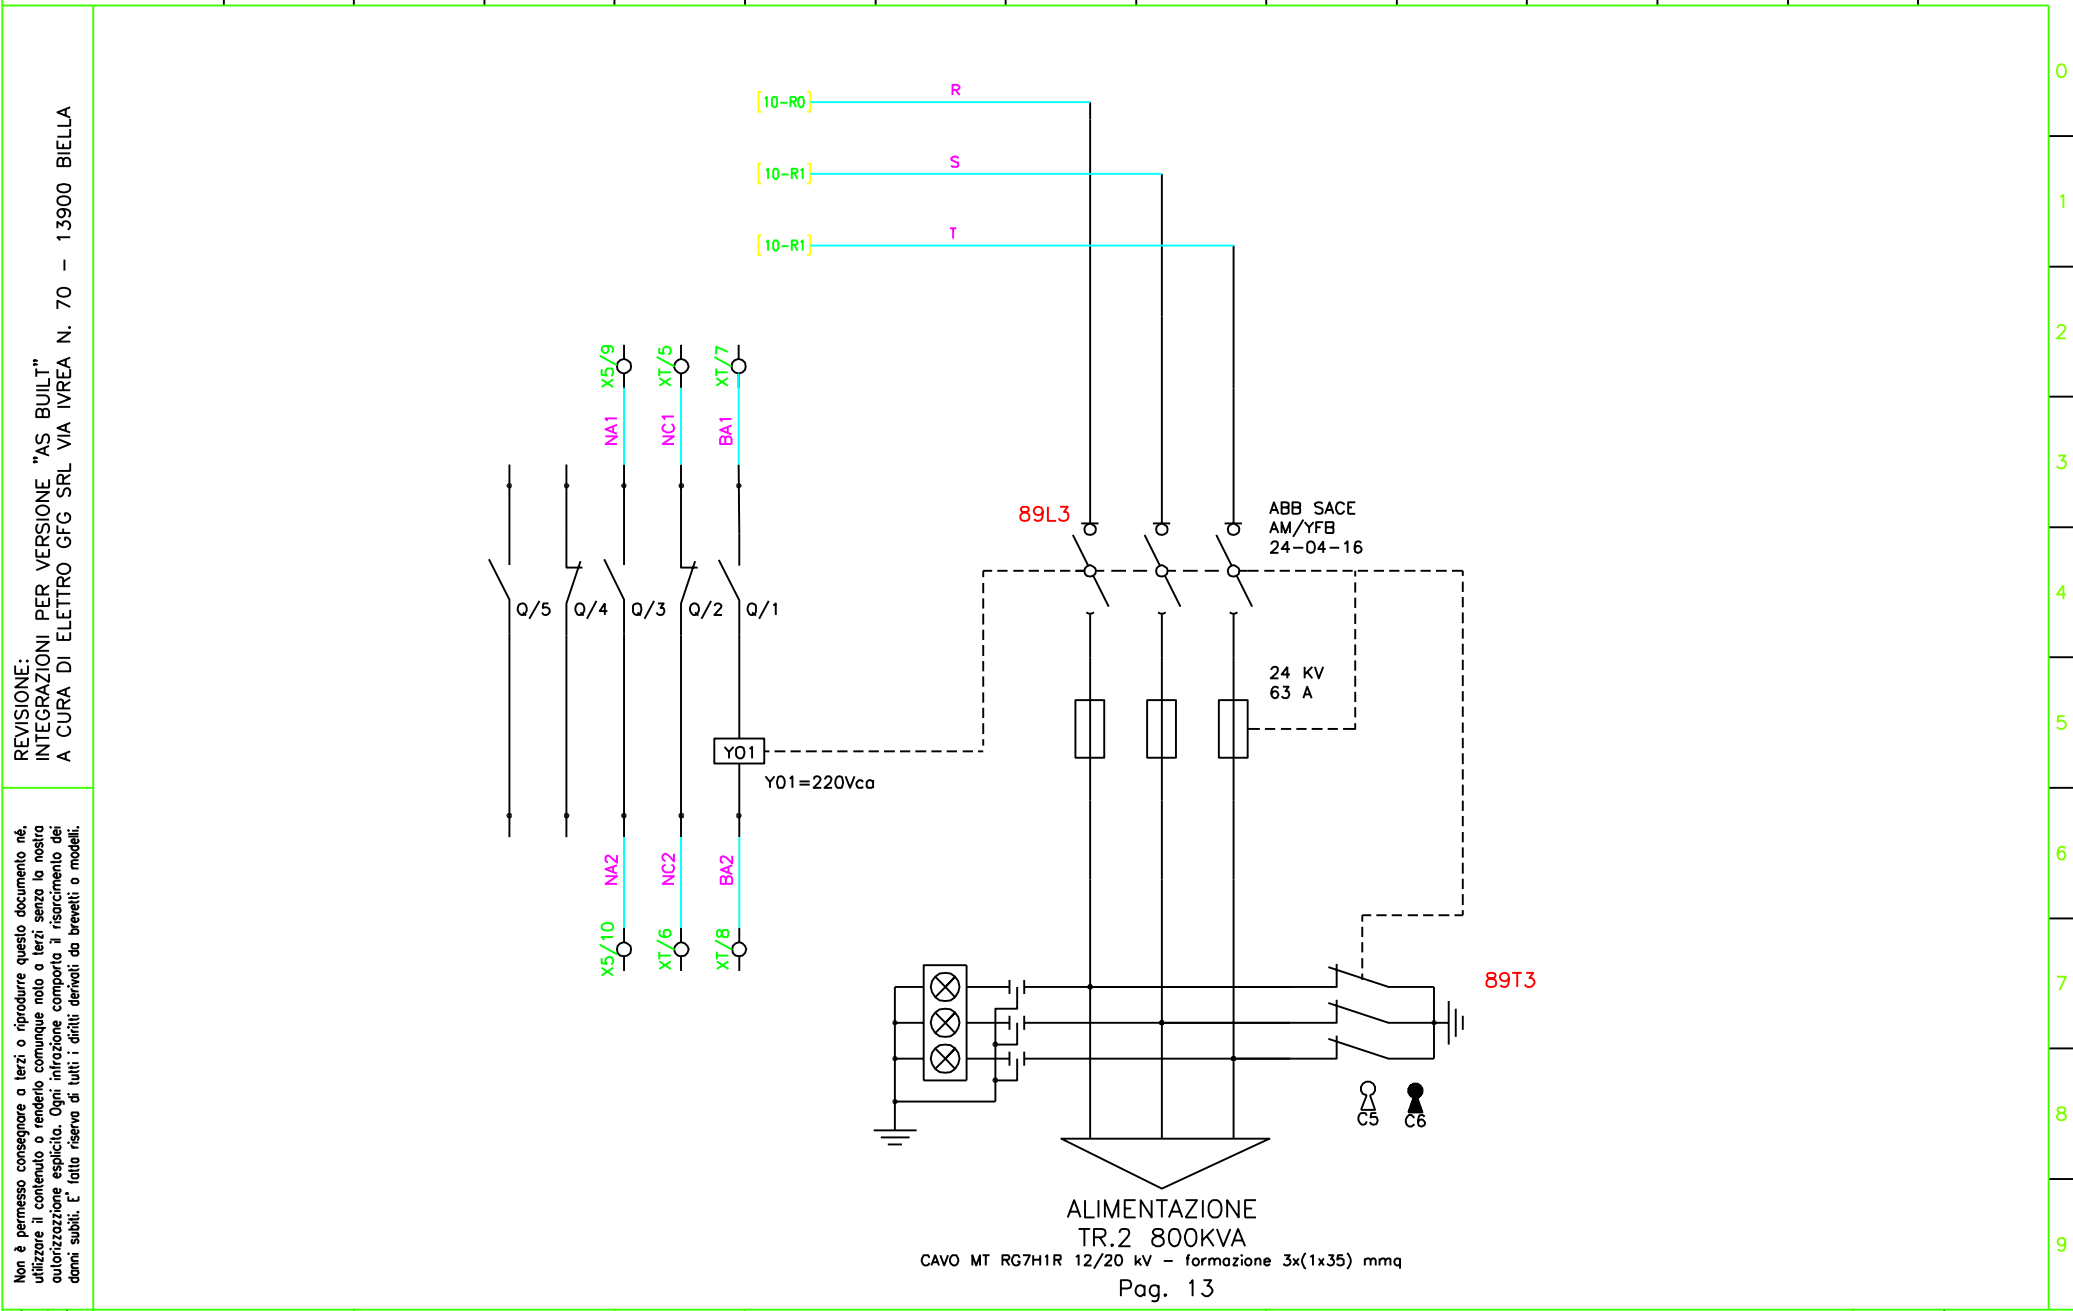 REVISIONE:
INTEGRAZIONI PER VERSIONE "AS BUILT"
A CURA DI ELETTRO GFG SRL VIA IVREA N. 70 - 13900 BIELLA
Non è permesso consegnare a terzi o riprodurre questo documento né,
utilizzare il contenuto o renderlo comunque noto a terzi senza la nostra
autorizzazzione esplicita. Ogni infrazione comporta il risarcimento dei
danni subiti. E' fatta riserva di tutti i diritti derivati da brevetti o modelli.
[10-R0] R
[10-R1] S
[10-R1] T
X5/9
XT/5
XT/7
NA1
NC1
BA1
Q/5
Q/4
Q/3
Q/2
Q/1
Y01
Y01=220Vca
NA2
NC2
BA2
X5/10
XT/6
XT/8
89L3
ABB SACE
AM/YFB
24-04-16
24 KV
63 A
89T3
C5
C6
ALIMENTAZIONE
TR.2 800KVA
CAVO MT RG7H1R 12/20 kV - formazione 3x(1x35) mmq
Pag. 13
0
1
2
3
4
5
6
7
8
9